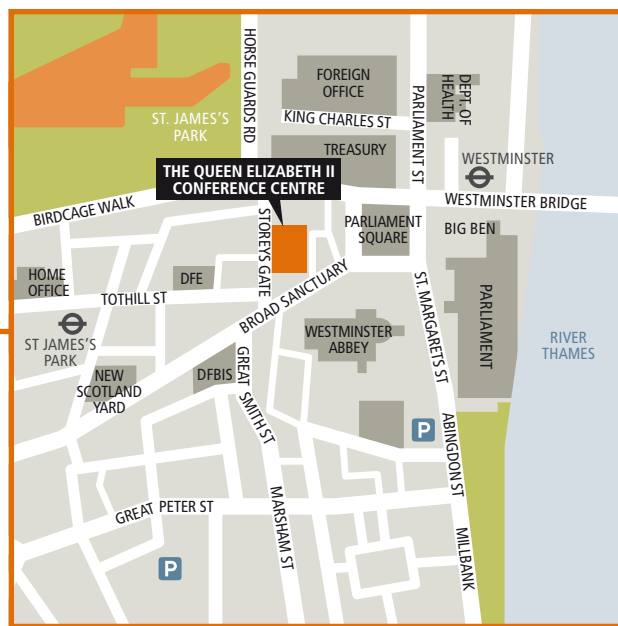 HORSE GUARDS RD
FOREIGN
OFFICE
PARLIAMENT ST
DEPT. OF
HEALTH
ST. JAMES'S
PARK
KING CHARLES ST
TREASURY
WESTMINSTER
THE QUEEN ELIZABETH II
CONFERENCE CENTRE
BIRDCAGE WALK
WESTMINSTER BRIDGE
STOREYS GATE
PARLIAMENT
SQUARE
BIG BEN
HOME
OFFICE
DFE
TOTHILL ST
BROAD SANCTUARY
ST. MARGARETS ST
PARLIAMENT
ST JAMES'S
PARK
WESTMINSTER
ABBEY
RIVER
THAMES
NEW
SCOTLAND
YARD
DFBIS
GREAT SMITH ST
P
ABINGDON ST
GREAT PETER ST
MARSHAM ST
MILLBANK
P